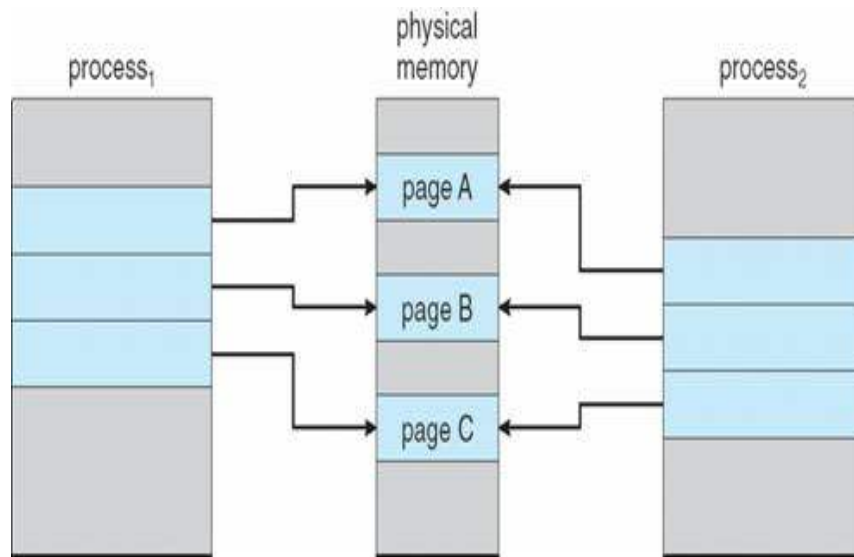 process₁
physical
memory
process₂
page A
page B
page C